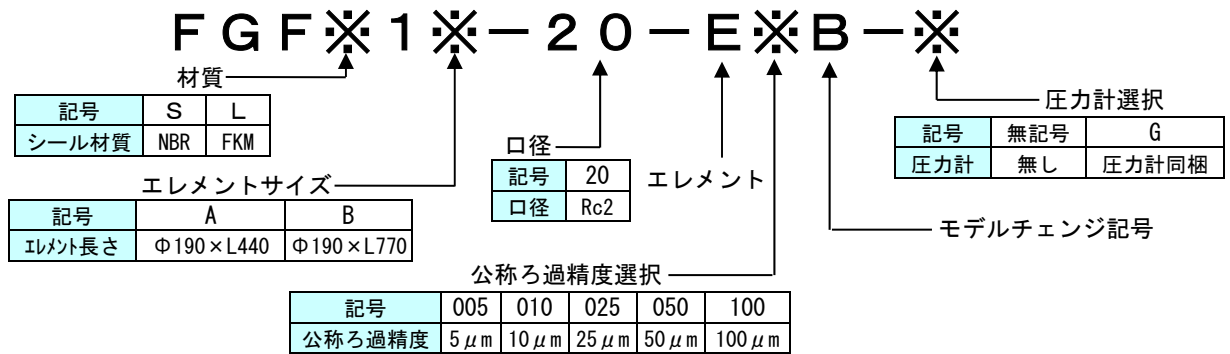 FGF※1※-20-E※B-※
材質
記号 S L
シール材質 NBR FKM
圧力計選択
記号 無記号 G
圧力計 無し 圧力計同梱
口径
記号 20
口径 Rc2
エレメント
エレメントサイズ
記号 A B
エレメント長さ Φ190×L440 Φ190×L770
モデルチェンジ記号
公称ろ過精度選択
記号 005 010 025 050 100
公称ろ過精度 5μm 10μm 25μm 50μm 100μm